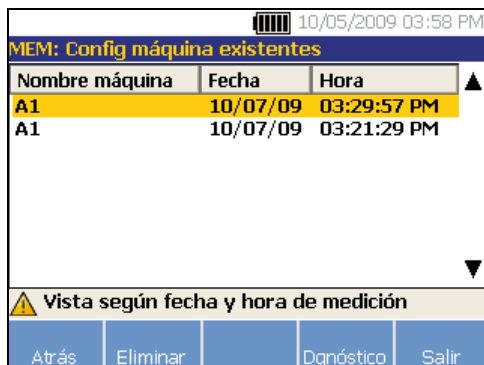 10/05/2009 03:58 PM
MEM: Config máquina existentes
Nombre máquina Fecha Hora
A1 10/07/09 03:29:57 PM
A1 10/07/09 03:21:29 PM
Vista según fecha y hora de medición
Atrás Eliminar Dgnóstico Salir